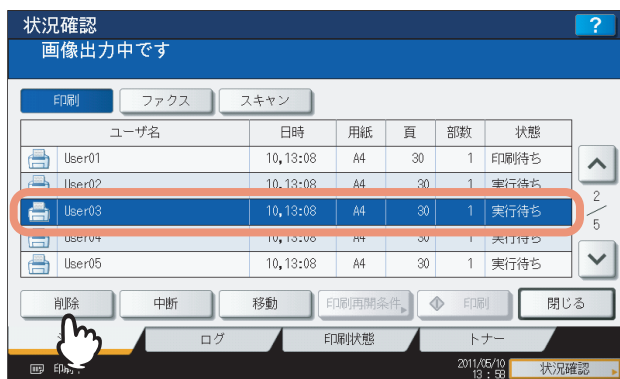 状況確認 ?
画像出力中です
印刷 ファクス スキャン
ユーザ名 日時 用紙 頁 部数 状態
User01 10,13:08 A4 30 1 印刷待ち
User02 10,13:08 A4 30 1 実行待ち
User03 10,13:08 A4 30 1 実行待ち
User04 10,13:08 A4 30 1 実行待ち
User05 10,13:08 A4 30 1 実行待ち
2
5
削除 中断 移動 印刷再開条件 印刷 閉じる
ログ 印刷状態 トナー
2011/05/10
13:58
状況確認